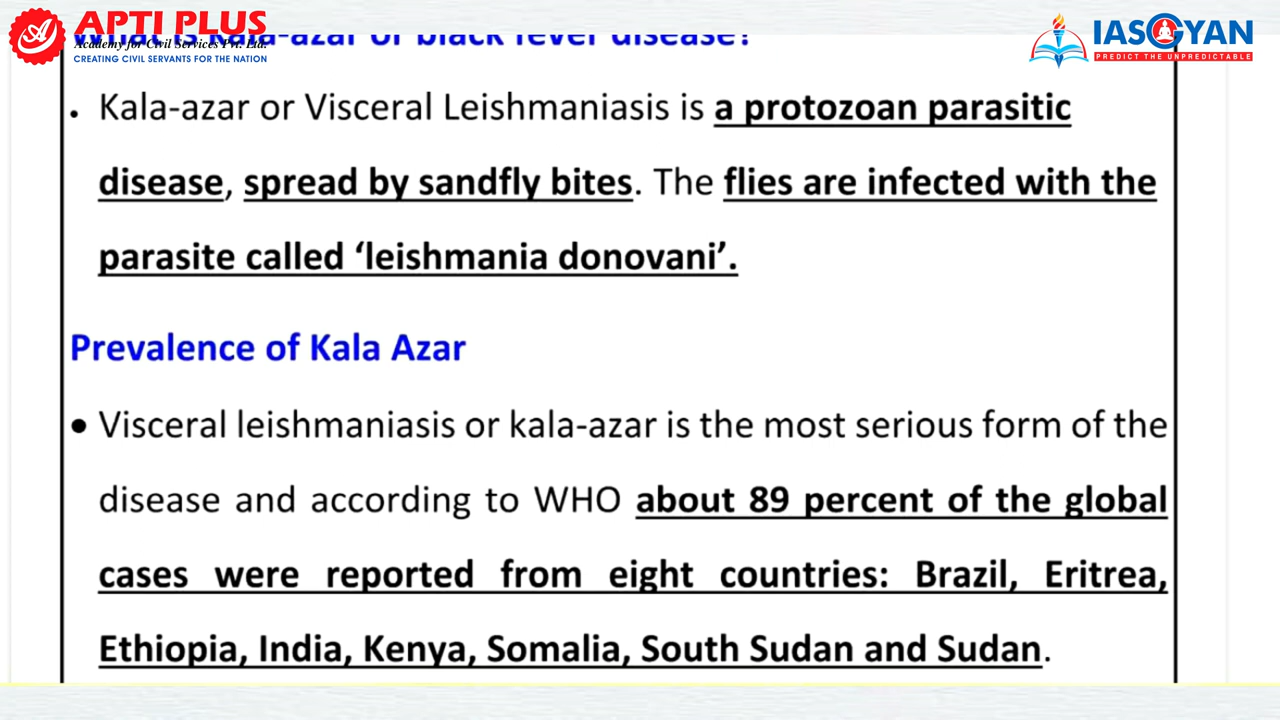 APTI PLUS
Academy for Civil Services Pvt. Ltd.
CREATING CIVIL SERVANTS FOR THE NATION
IASGYAN
PREDICT THE UNPREDICTABLE
What is kala-azar or black fever disease?
• Kala-azar or Visceral Leishmaniasis is a protozoan parasitic
disease, spread by sandfly bites. The flies are infected with the
parasite called ‘leishmania donovani’.
Prevalence of Kala Azar
• Visceral leishmaniasis or kala-azar is the most serious form of the
disease and according to WHO about 89 percent of the global
cases were reported from eight countries: Brazil, Eritrea,
Ethiopia, India, Kenya, Somalia, South Sudan and Sudan.